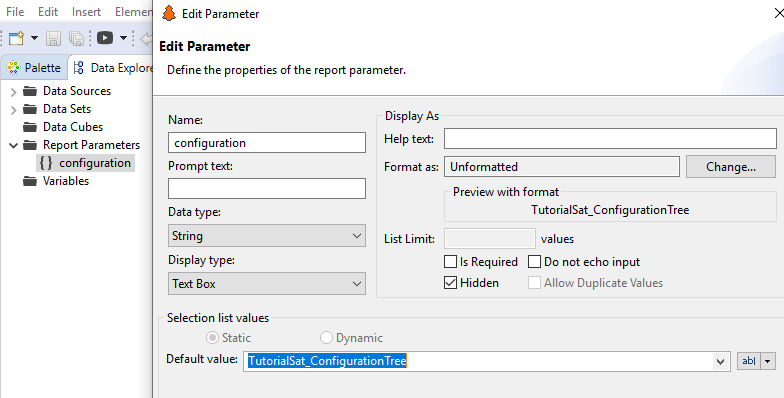 File Edit Insert Elemen
Palette Data Explore
Data Sources
Data Sets
Data Cubes
Report Parameters
{ } configuration
Variables
Edit Parameter
Edit Parameter
Define the properties of the report parameter.
Name:
configuration
Prompt text:
Data type:
String
Display type:
Text Box
Display As
Help text:
Format as: Unformatted Change...
Preview with format
TutorialSat_ConfigurationTree
List Limit: values
Is Required Do not echo input
Hidden Allow Duplicate Values
Selection list values
Static Dynamic
Default value: TutorialSat_ConfigurationTree ab|